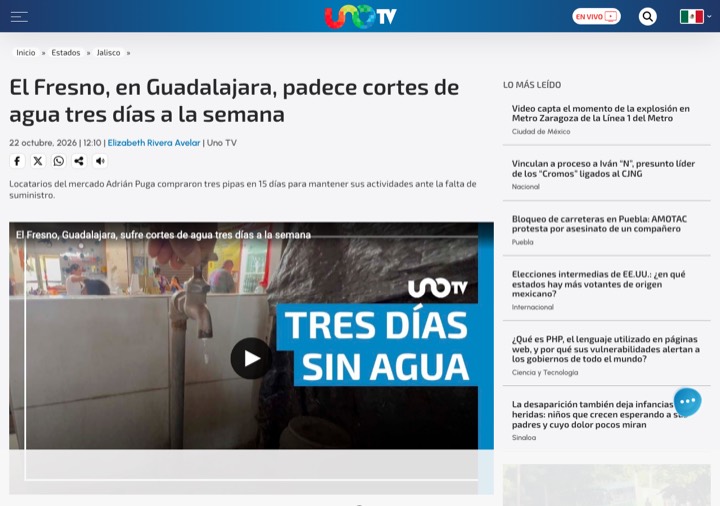 UNO TV
EN VIVO
Inicio » Estados » Jalisco »
El Fresno, en Guadalajara, padece cortes de
agua tres días a la semana
22 octubre, 2026 | 12:10 | Elizabeth Rivera Avelar | Uno TV
Locatarios del mercado Adrián Puga compraron tres pipas en 15 días para mantener sus actividades ante la falta de
suministro.
El Fresno, Guadalajara, sufre cortes de agua tres días a la semana
UNO TV
TRES DÍAS
SIN AGUA
LO MÁS LEÍDO
Video capta el momento de la explosión en
Metro Zaragoza de la Línea 1 del Metro
Ciudad de México
Vinculan a proceso a Iván “N”, presunto líder
de los “Cromos” ligados al CJNG
Nacional
Bloqueo de carreteras en Puebla: AMOTAC
protesta por asesinato de un compañero
Puebla
Elecciones intermedias de EE.UU.: ¿en qué
estados hay más votantes de origen
mexicano?
Internacional
¿Qué es PHP, el lenguaje utilizado en páginas
web, y por qué sus vulnerabilidades alertan a
los gobiernos de todo el mundo?
Ciencia y Tecnología
La desaparición también deja infancias
heridas: niños que crecen esperando a
padres y cuyo dolor pocos miran
Sinaloa